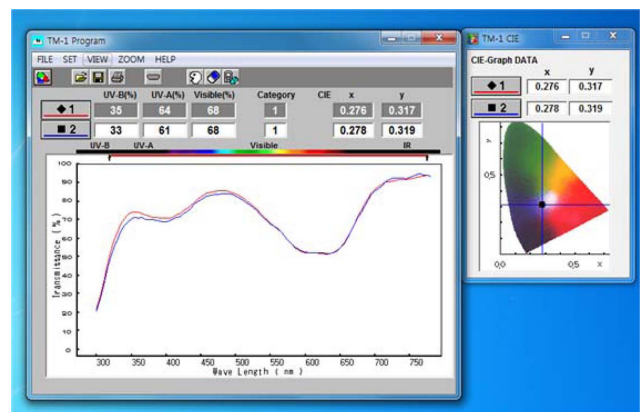 TM-1 Program
FILE SET VIEW ZOOM HELP
UV-B(%) UV-A(%) Visible(%) Category CIE x y
1 35 64 68 1 0.276 0.317
2 33 61 68 1 0.278 0.319
UV-B UV-A Visible IR
100
90
80
70
60
50
40
30
20
10
0
Transmittance (%)
300 350 400 450 500 550 600 650 700 750
Wave Length ( nm )
TM-1 CIE
CIE-Graph DATA
x y
1 0.276 0.317
2 0.278 0.319
y
0,5
0,0 0,5 x